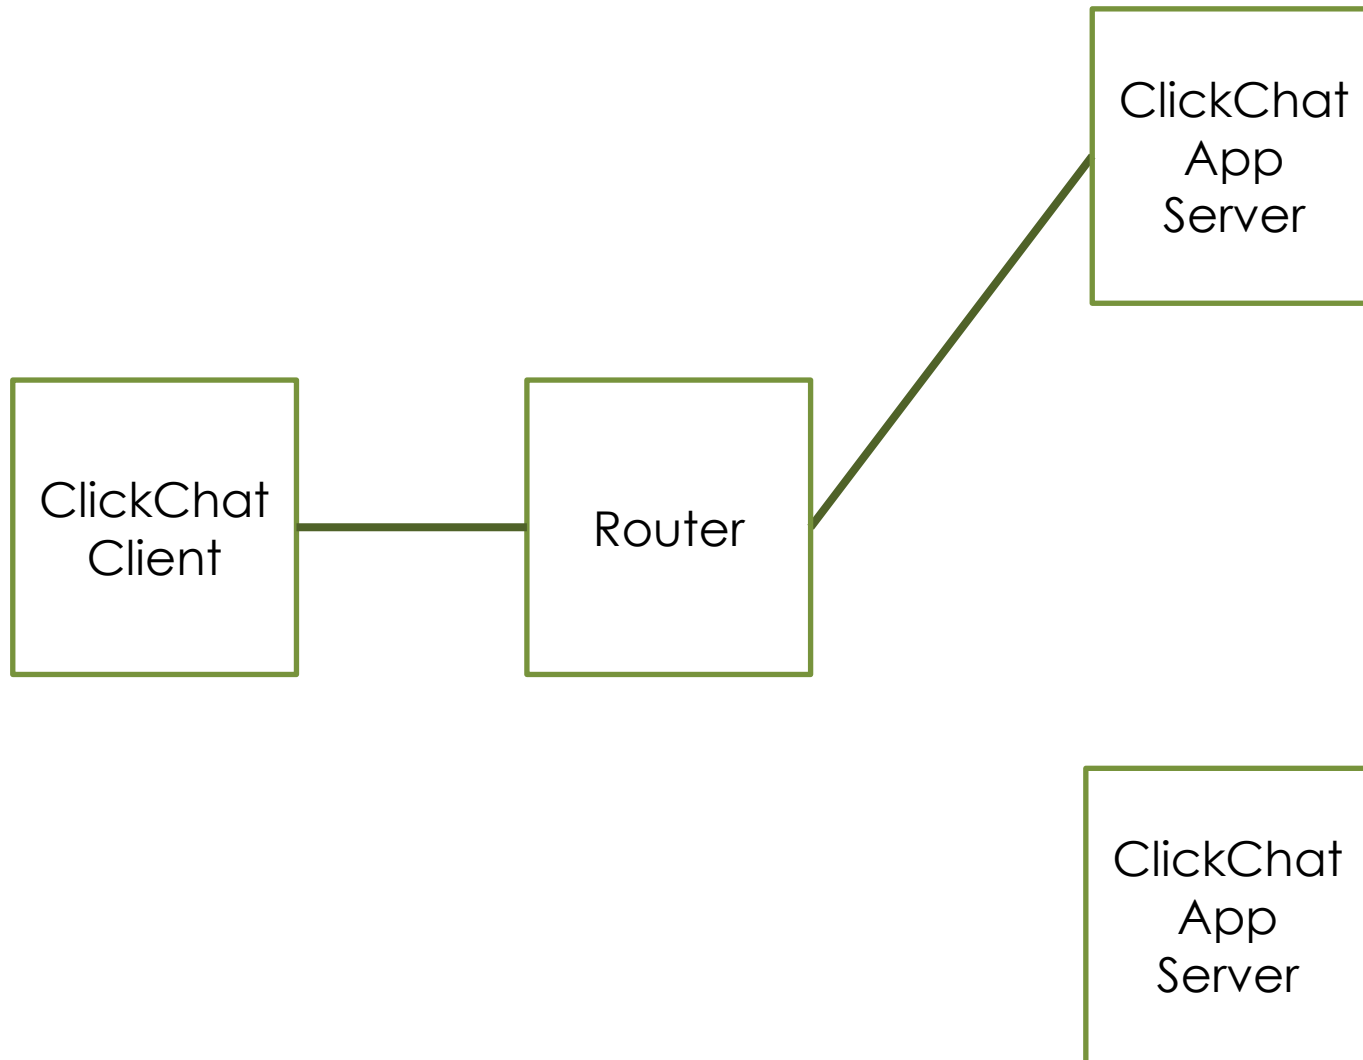 ClickChat
App
Server
ClickChat
Client
Router
ClickChat
App
Server